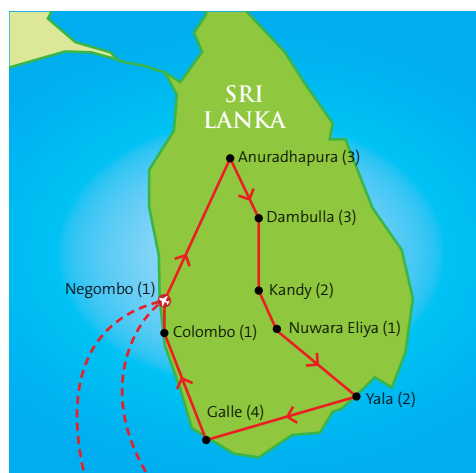 SRI
LANKA
Anuradhapura (3)
Dambulla (3)
Negombo (1)
Kandy (2)
Colombo (1)
Nuwara Eliya (1)
Yala (2)
Galle (4)